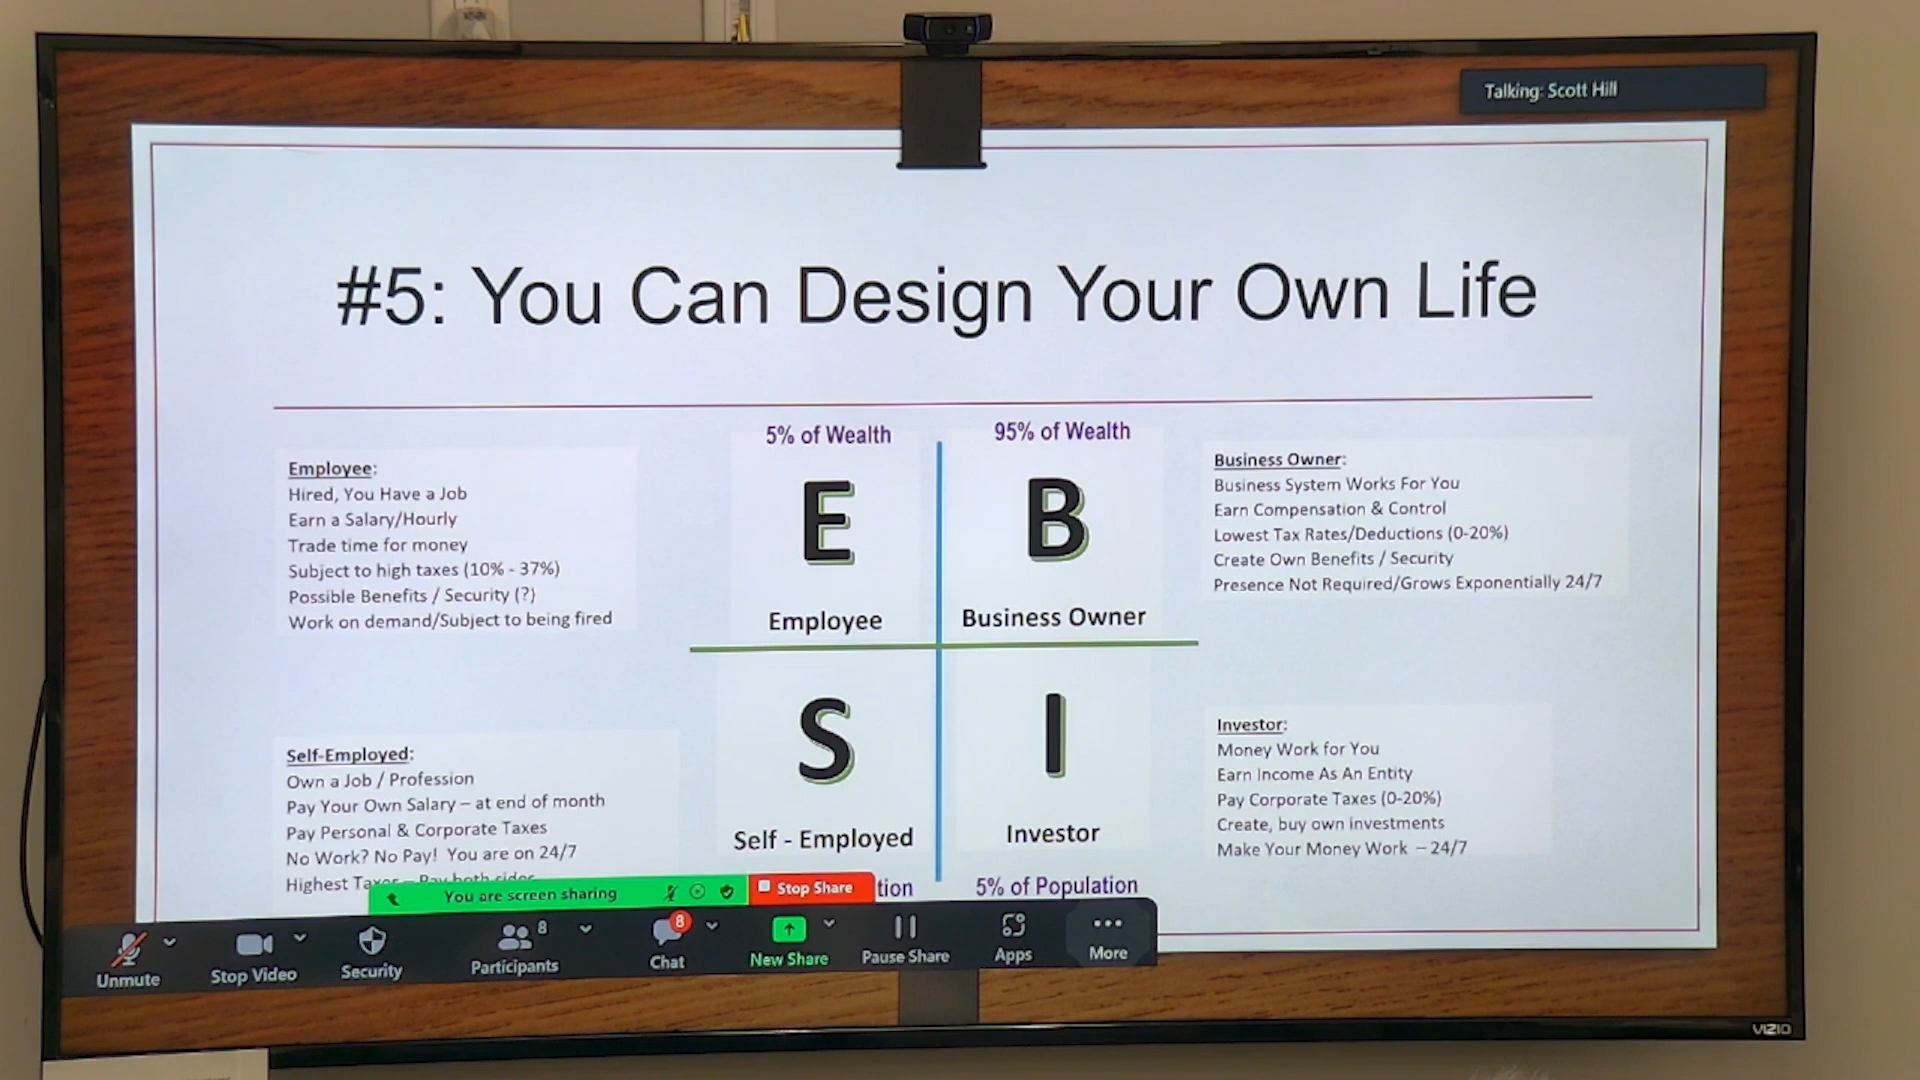 Talking: Scott Hill
#5: You Can Design Your Own Life
5% of Wealth
95% of Wealth
Employee:
Hired, You Have a Job
Earn a Salary/Hourly
Trade time for money
Subject to high taxes (10% - 37%)
Possible Benefits / Security (?)
Work on demand/Subject to being fired
E
Employee
B
Business Owner
Business Owner:
Business System Works For You
Earn Compensation & Control
Lowest Tax Rates/Deductions (0-20%)
Create Own Benefits / Security
Presence Not Required/Grows Exponentially 24/7
Self-Employed:
Own a Job / Profession
Pay Your Own Salary – at end of month
Pay Personal & Corporate Taxes
No Work? No Pay! You are on 24/7
Highest Taxes – Pay both sides
S
Self - Employed
I
Investor
Investor:
Money Work for You
Earn Income As An Entity
Pay Corporate Taxes (0-20%)
Create, buy own investments
Make Your Money Work – 24/7
tion
5% of Population
You are screen sharing
Stop Share
Unmute
Stop Video
Security
8
Participants
8
Chat
New Share
Pause Share
Apps
More
VIZIO